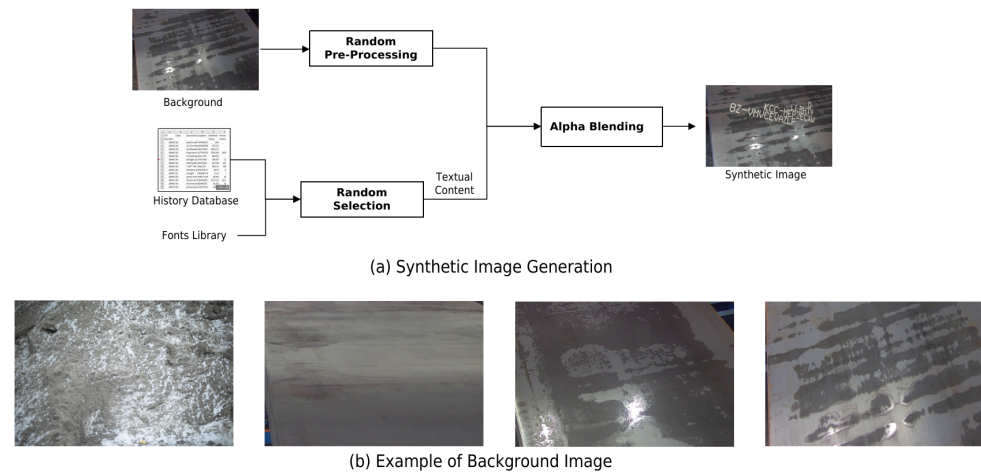 Random
Pre-Processing
Background
Alpha Blending
Synthetic Image
History Database
Textual
Content
Random
Selection
Fonts Library
(a) Synthetic Image Generation
(b) Example of Background Image